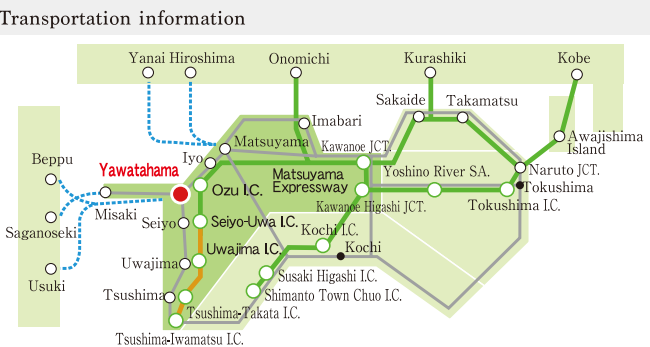 Transportation information
Yanai Hiroshima
Onomichi
Kurashiki
Kobe
Sakaide
Takamatsu
Imabari
Matsuyama
Kawanoe JCT.
Awajishima
Island
Beppu
Yawatahama
Iyo
Matsuyama
Expressway
Yoshino River SA.
Naruto JCT.
Ozu I.C.
Tokushima
Misaki
Kawanoe Higashi JCT.
Tokushima I.C.
Saganoseki
Seiyo
Seiyo-Uwa I.C.
Kochi I.C.
Kochi
Uwajima I.C.
Uwajima
Usuki
Susaki Higashi I.C.
Tsushima
Shimanto Town Chuo I.C.
Tsushima-Takata I.C.
Tsushima-Iwamatsu I.C.